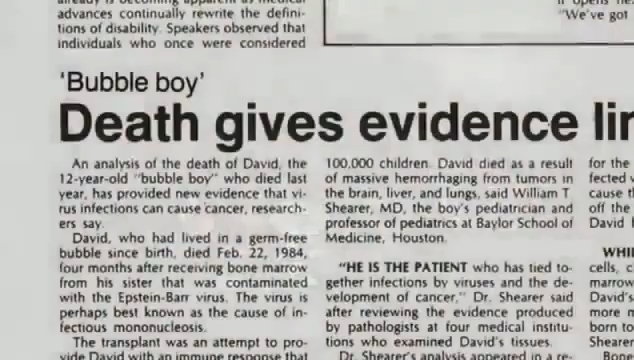 already is becoming apparent as medical
advances continually rewrite the defini-
tions of disability. Speakers observed that
individuals who once were considered
"We've got
'Bubble boy'
Death gives evidence lin
An analysis of the death of David, the
12-year-old "bubble boy" who died last
year, has provided new evidence that vi-
rus infections can cause cancer, research-
ers say.
David, who had lived in a germ-free
bubble since birth, died Feb. 22, 1984,
four months after receiving bone marrow
from his sister that was contaminated
with the Epstein-Barr virus. The virus is
perhaps best known as the cause of in-
fectious mononucleosis.
The transplant was an attempt to pro-
vide David with an immune response that
100,000 children. David died as a result
of massive hemorrhaging from tumors in
the brain, liver, and lungs, said William T.
Shearer, MD, the boy's pediatrician and
professor of pediatrics at Baylor School of
Medicine, Houston.
"HE IS THE PATIENT who has tied to-
gether infections by viruses and the de-
velopment of cancer," Dr. Shearer said
after reviewing the evidence produced
by pathologists at four medical institu-
tions who examined David's tissues.
Dr. Shearer's analysis appeared in a re-
for the
fected
cause t
off the
David
WHI
cells, c
marrow
David's
more m
born to
Shearer